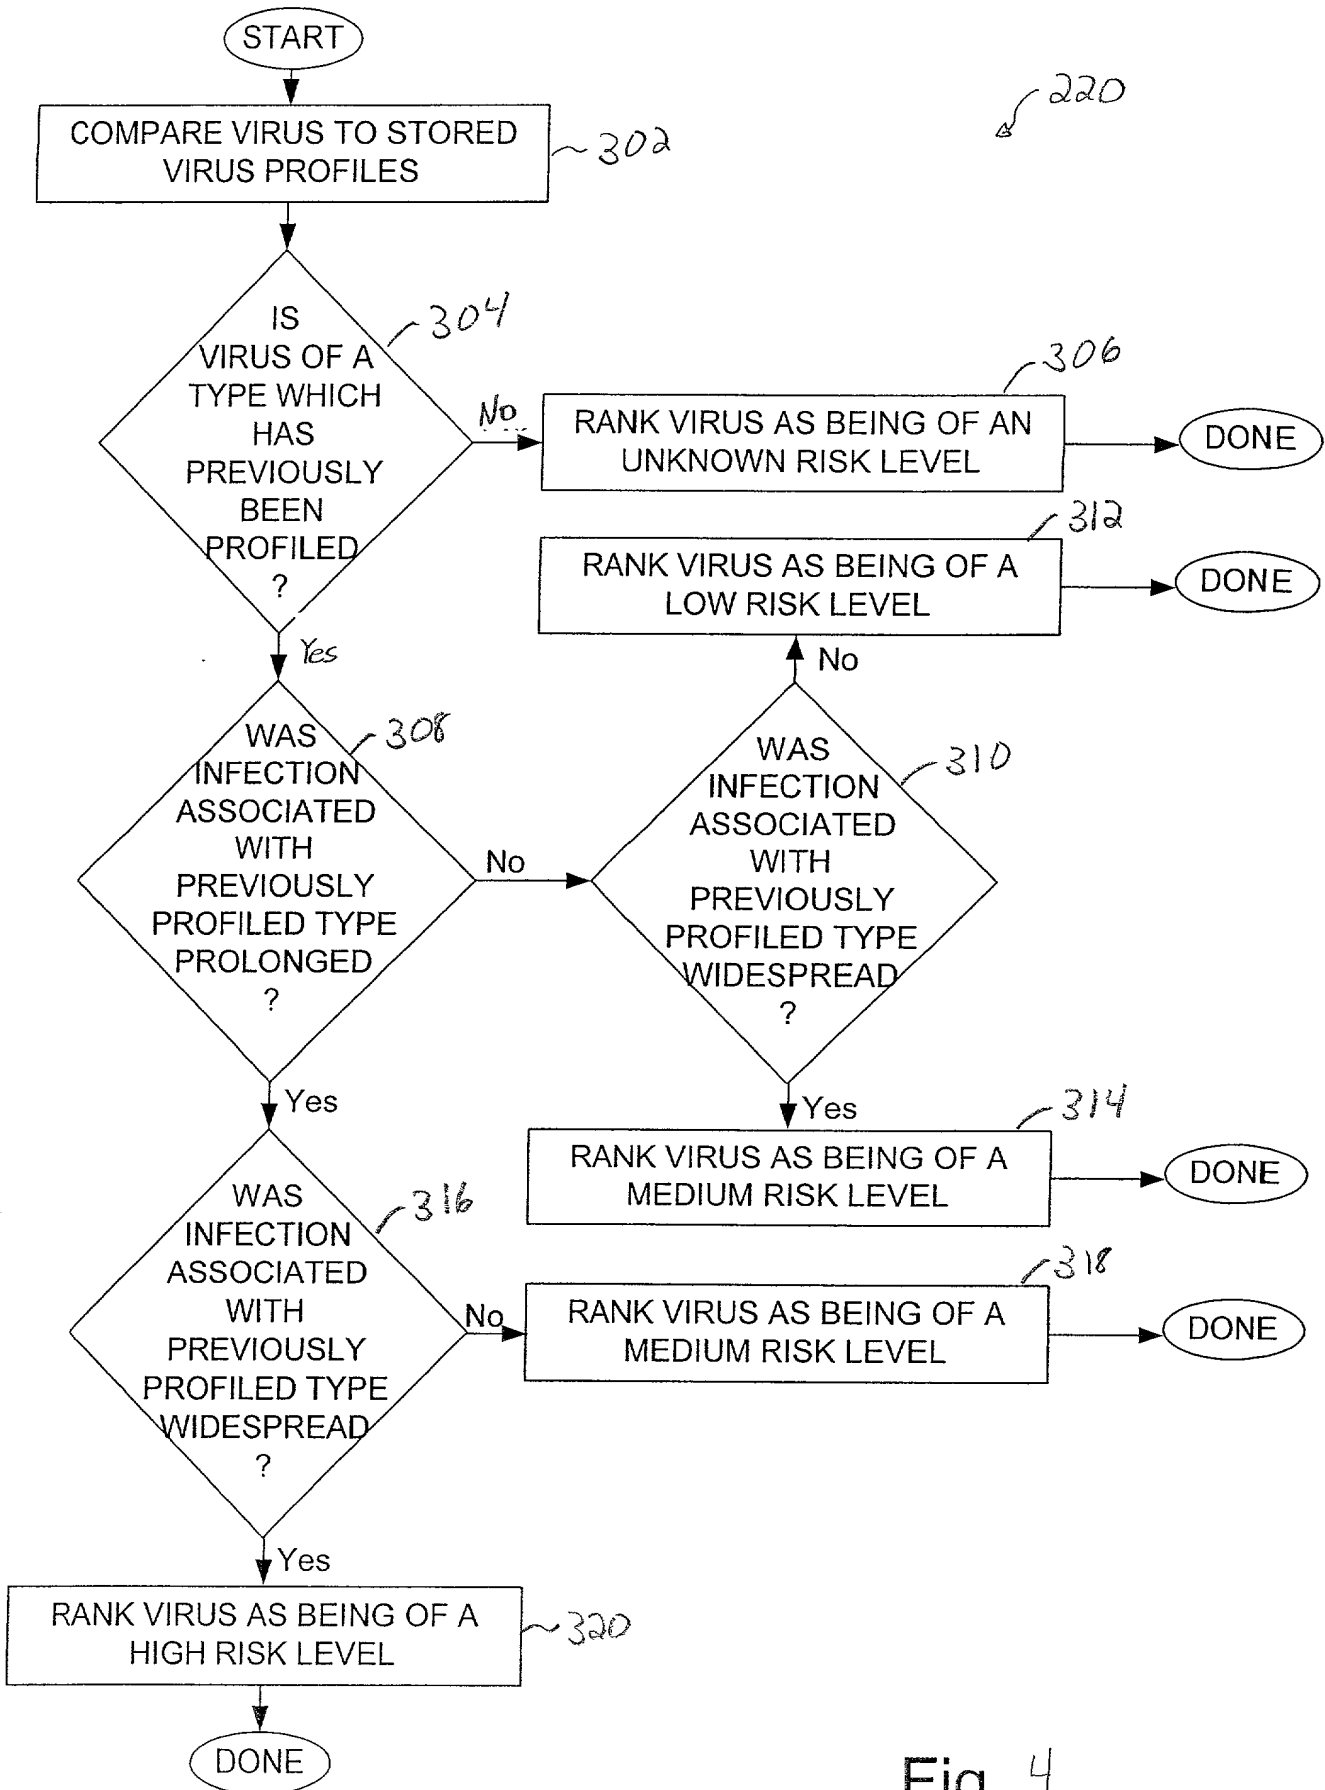 START
220
COMPARE VIRUS TO STORED
VIRUS PROFILES
302
IS
VIRUS OF A
TYPE WHICH
HAS
PREVIOUSLY
BEEN
PROFILED
?
304
No
306
RANK VIRUS AS BEING OF AN
UNKNOWN RISK LEVEL
DONE
312
RANK VIRUS AS BEING OF A
LOW RISK LEVEL
DONE
Yes
No
WAS
INFECTION
ASSOCIATED
WITH
PREVIOUSLY
PROFILED TYPE
PROLONGED
?
308
No
WAS
INFECTION
ASSOCIATED
WITH
PREVIOUSLY
PROFILED TYPE
WIDESPREAD
?
310
Yes
Yes
314
RANK VIRUS AS BEING OF A
MEDIUM RISK LEVEL
DONE
WAS
INFECTION
ASSOCIATED
WITH
PREVIOUSLY
PROFILED TYPE
WIDESPREAD
?
316
No
318
RANK VIRUS AS BEING OF A
MEDIUM RISK LEVEL
DONE
Yes
RANK VIRUS AS BEING OF A
HIGH RISK LEVEL
320
DONE
Fig. 4